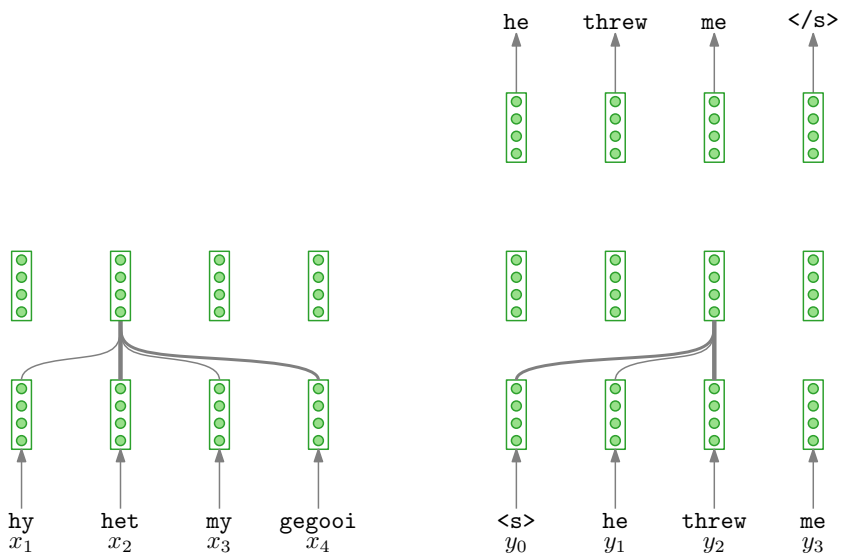 he threw me </s>
hy het my gegooi <s> he threw me
x1 x2 x3 x4 y0 y1 y2 y3